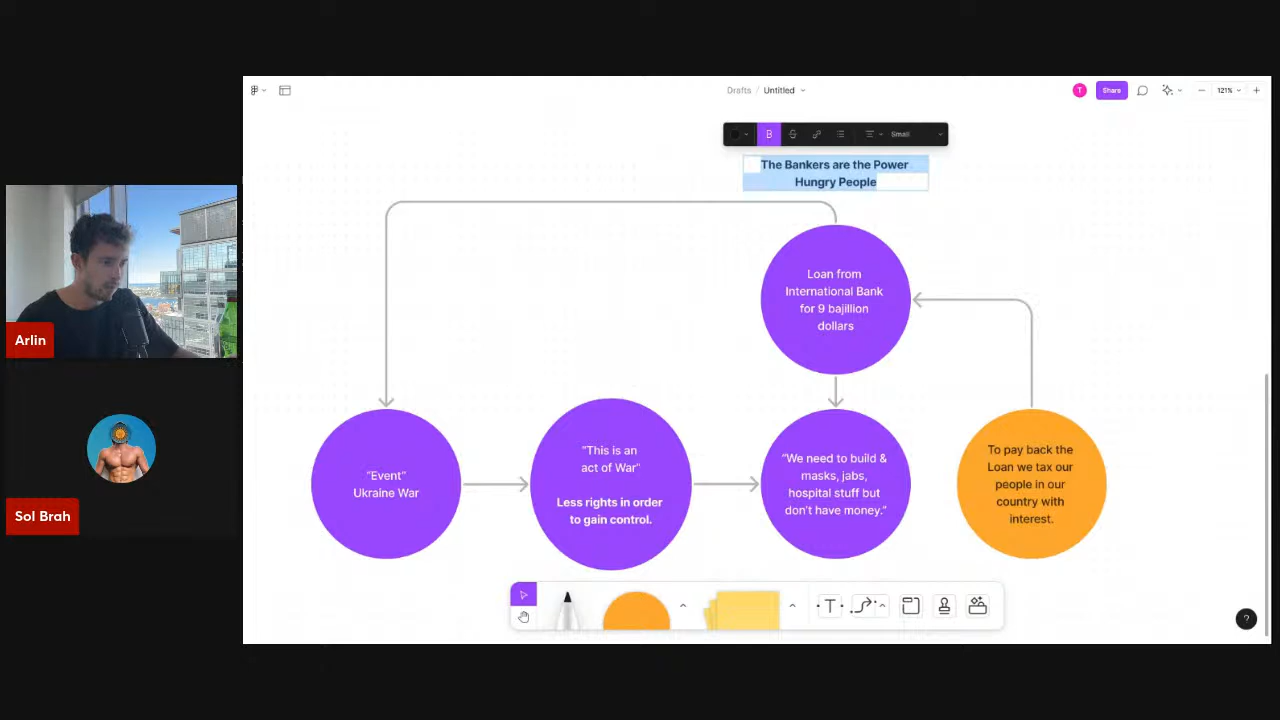 Drafts / Untitled
T
Share
121%
B
S
Small
The Bankers are the Power
Hungry People
Loan from
International Bank
for 9 bajillion
dollars
Arlin
"Event"
Ukraine War
"This is an
act of War"
Less rights in order
to gain control.
"We need to build &
masks, jabs,
hospital stuff but
don't have money."
To pay back the
Loan we tax our
people in our
country with
interest.
Sol Brah
T
?